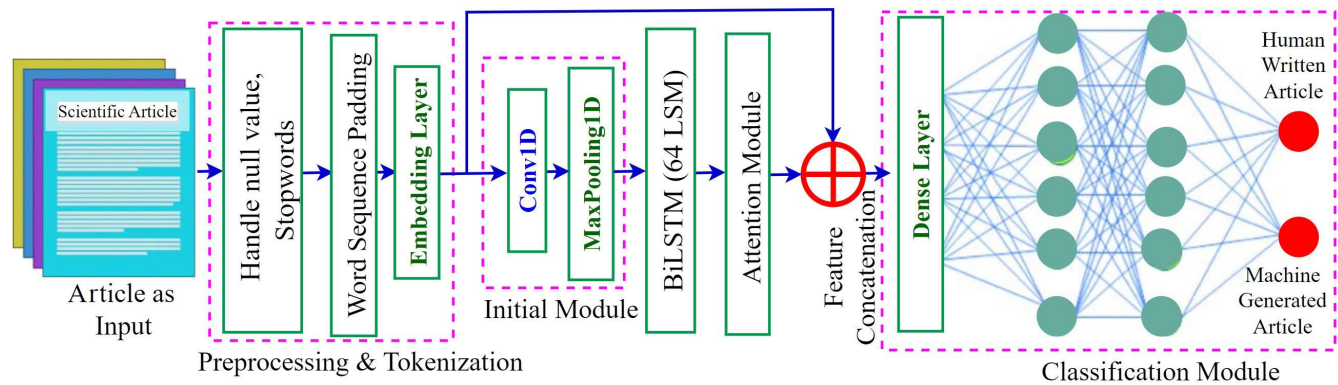 Scientific Article
Article as
Input
Handle null value,
Stopwords
Word Sequence Padding
Embedding Layer
Preprocessing & Tokenization
Conv1D
MaxPooling1D
Initial Module
BiLSTM (64 LSM)
Attention Module
Feature
Concatenation
Dense Layer
Human
Written
Article
Machine
Generated
Article
Classification Module